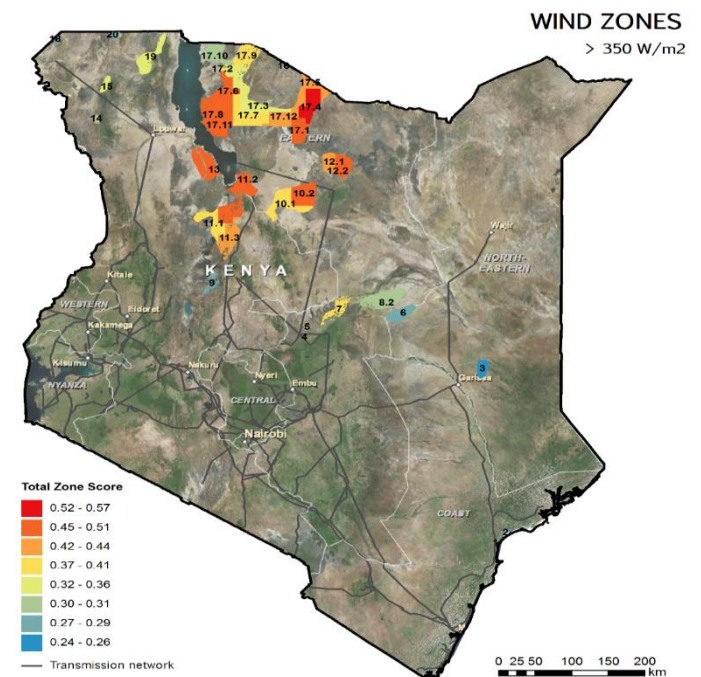 WIND ZONES
> 350 W/m2
18
20
19
17.10
17.9
17.2
16
15
17.5
17.6
17.3
17.4
14
17.8
17.7
17.12
Lodwar
17.11
17.1
EASTERN
12.1
12.2
13
11.2
10.2
10.1
11.1
11.3
Wajir
KENYA
NORTH-
EASTERN
Kitale
9
8.2
WESTERN
7
6
Eldoret
5
Kakamega
4
Kisumu
3
Nakuru
Nyeri
Garissa
NYANZA
Embu
CENTRAL
Nairobi
COAST
2
Total Zone Score
0.52 - 0.57
0.45 - 0.51
0.42 - 0.44
0.37 - 0.41
0.32 - 0.36
0.30 - 0.31
0.27 - 0.29
0.24 - 0.26
Transmission network
0 25 50 100 150 200
km